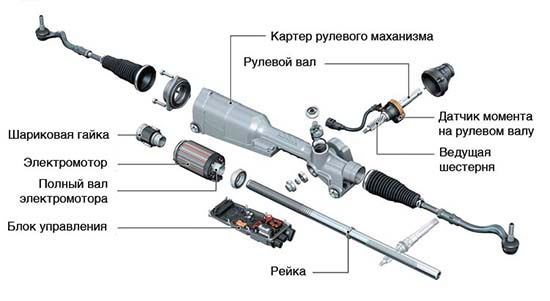 Картер рулевого маханизма
Рулевой вал
Датчик момента
на рулевом валу
Ведущая
шестерня
Шариковая гайка
Электромотор
Полный вал
электромотора
Блок управления
Рейка